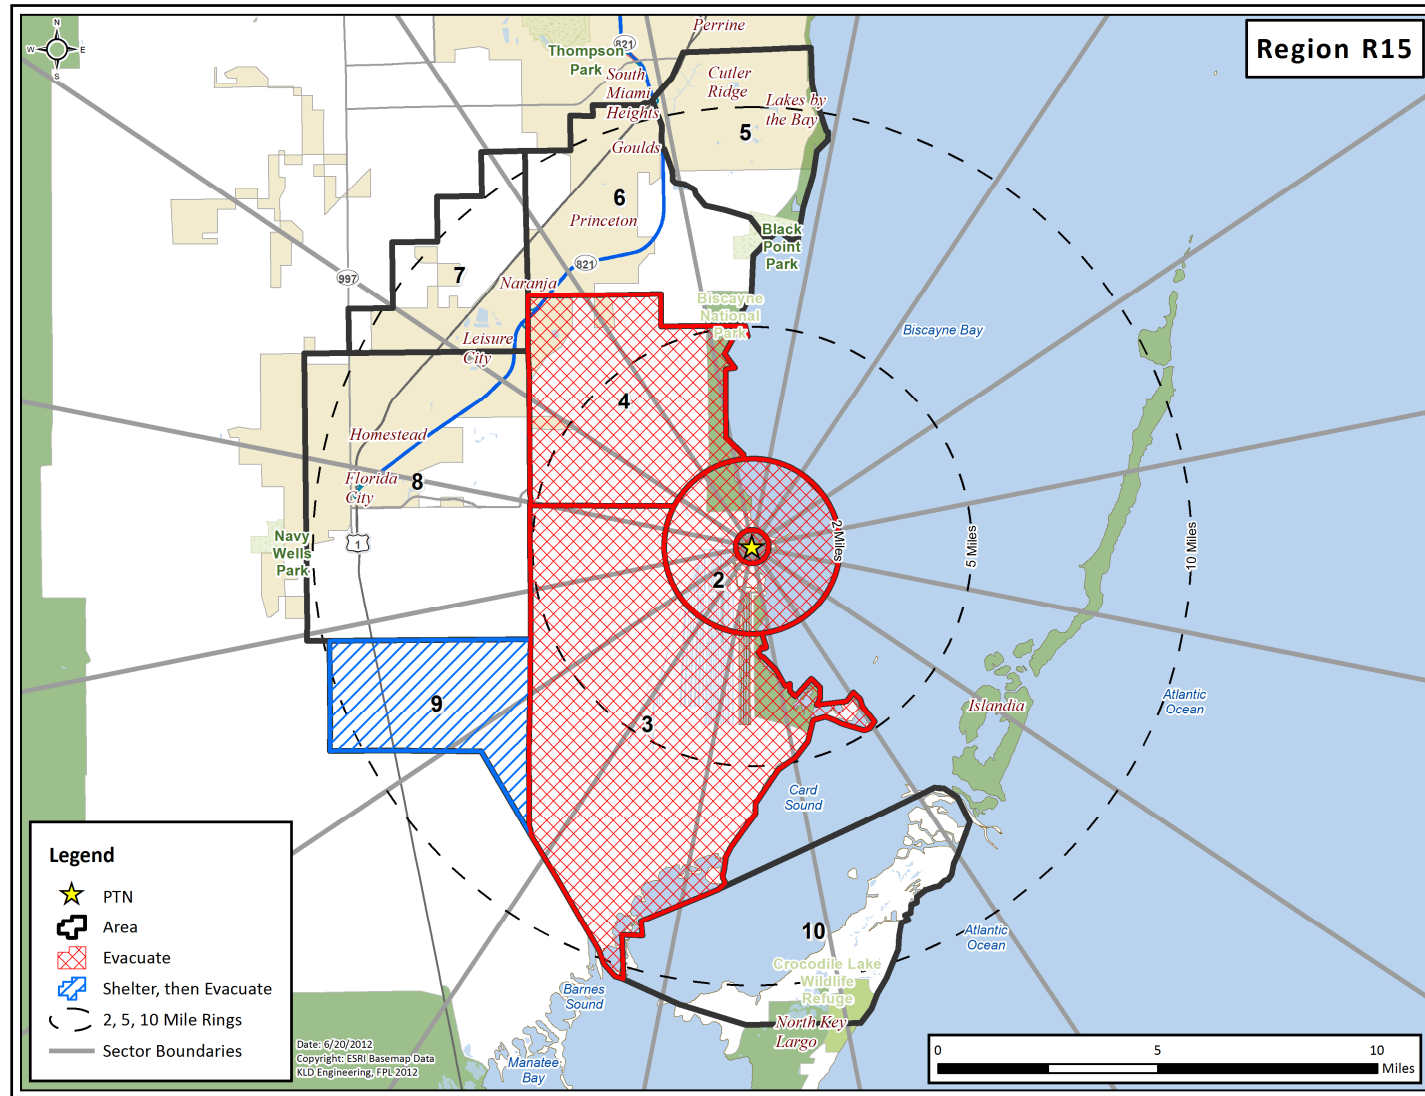 Region R15
N
W E
S
Perrine
821
Thompson
Park
South
Miami
Heights
Cutler
Ridge
Lakes by
the Bay
5
Goulds
6
Princeton
Black
Point
Park
821
997
7
Naranja
Biscayne
National
Park
Biscayne Bay
Leisure
City
4
Homestead
8
Florida
City
Navy
Wells
Park
1
2 Miles
5 Miles
10 Miles
2
9
3
Islandia
Atlantic
Ocean
Card
Sound
10
Atlantic
Ocean
Crocodile Lake
Wildlife
Refuge
Barnes
Sound
North Key
Largo
Manatee
Bay
Legend
PTN
Area
Evacuate
Shelter, then Evacuate
2, 5, 10 Mile Rings
Sector Boundaries
Date: 6/20/2012
Copyright: ESRI Basemap Data
KLD Engineering, FPL 2012
0 5 10
Miles